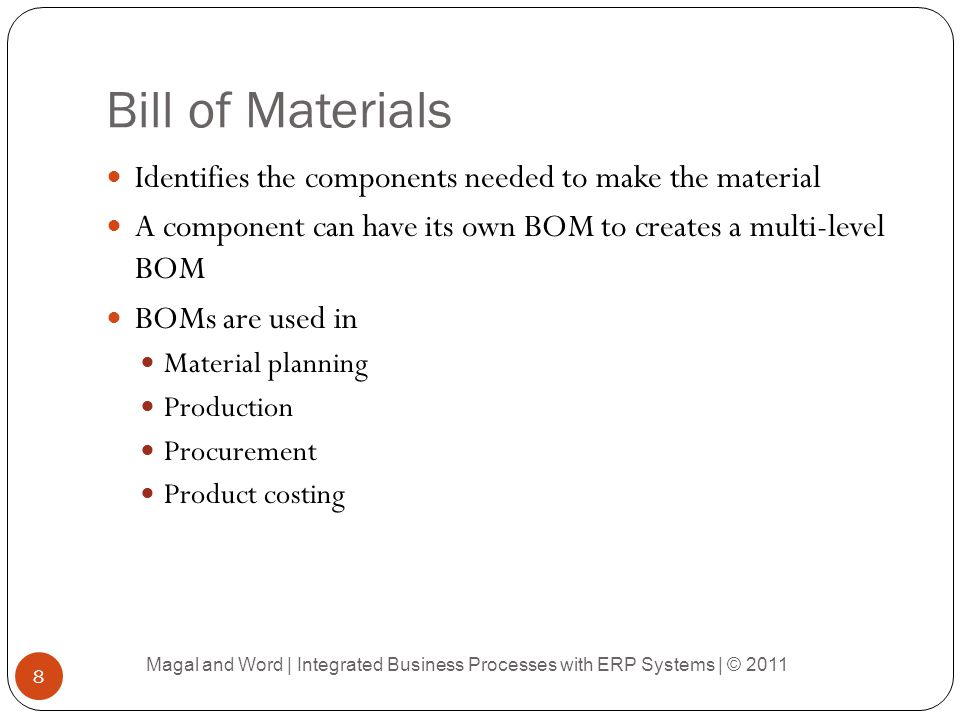 Bill of Materials
• Identifies the components needed to make the material
• A component can have its own BOM to creates a multi-level
BOM
• BOMs are used in
• Material planning
• Production
• Procurement
• Product costing
Magal and Word | Integrated Business Processes with ERP Systems | © 2011
8